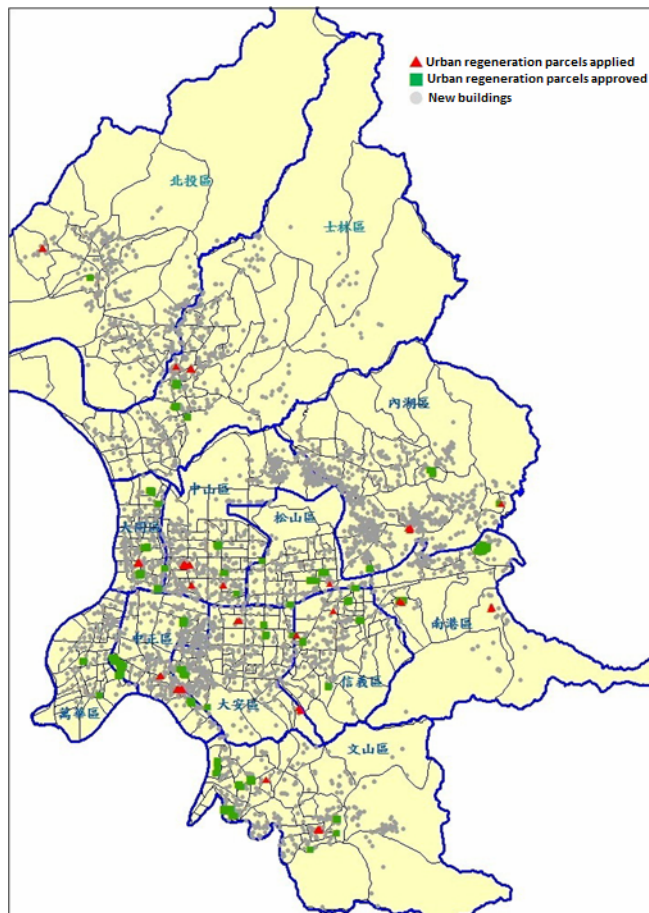 Urban regeneration parcels applied
Urban regeneration parcels approved
New buildings
北投區
士林區
內湖區
中山區
松山區
大同區
南港區
中正區
信義區
大安區
萬華區
文山區